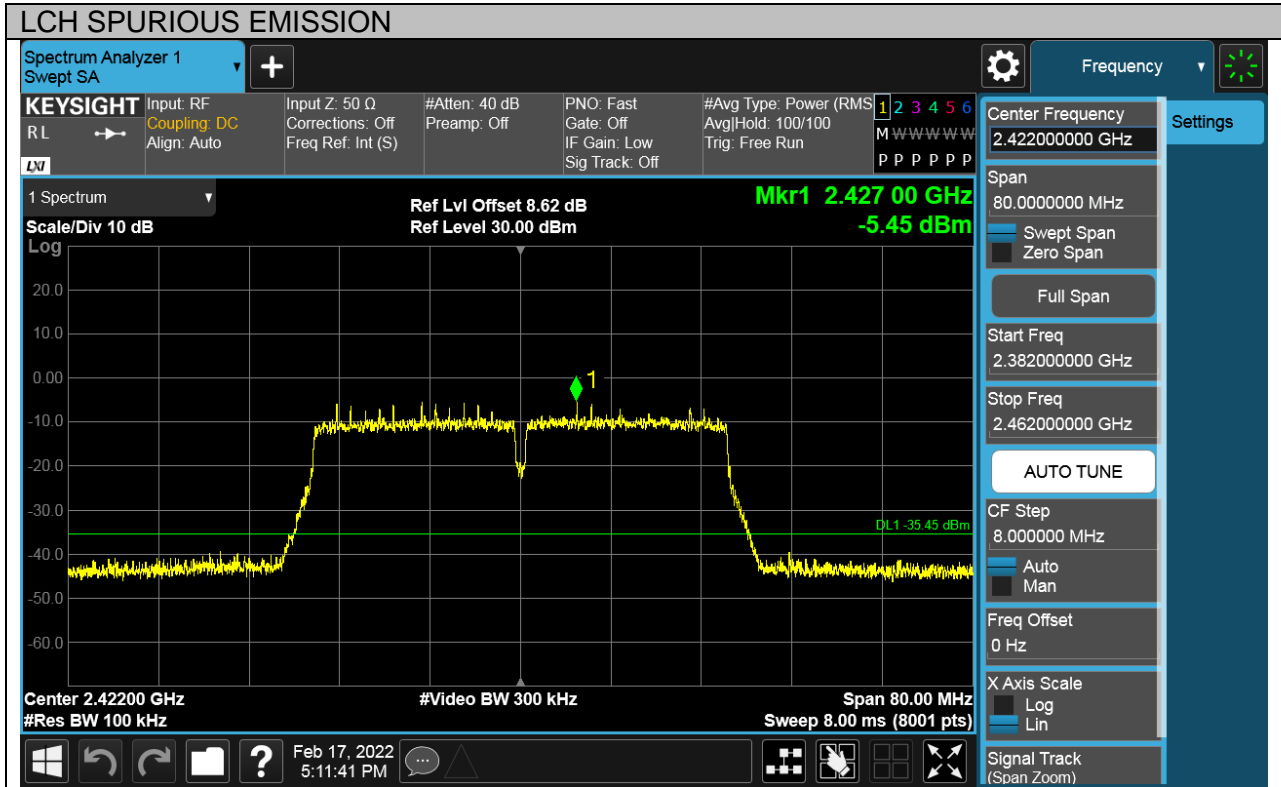 LCH SPURIOUS EMISSION
Spectrum Analyzer 1
Swept SA
Frequency
KEYSIGHT
R L
LXI
Input: RF
Coupling: DC
Align: Auto
Input Z: 50 Ω
Corrections: Off
Freq Ref: Int (S)
#Atten: 40 dB
Preamp: Off
PNO: Fast
Gate: Off
IF Gain: Low
Sig Track: Off
#Avg Type: Power (RMS
Avg|Hold: 100/100
Trig: Free Run
1 2 3 4 5 6
M W W W W W
P P P P P P
1 Spectrum
Scale/Div 10 dB
Ref Lvl Offset 8.62 dB
Ref Level 30.00 dBm
Mkr1 2.427 00 GHz
-5.45 dBm
Log
20.0
10.0
0.00
-10.0
-20.0
-30.0
-40.0
-50.0
-60.0
1
DL1 -35.45 dBm
Center 2.42200 GHz
#Res BW 100 kHz
#Video BW 300 kHz
Span 80.00 MHz
Sweep 8.00 ms (8001 pts)
Feb 17, 2022
5:11:41 PM
Center Frequency
2.422000000 GHz
Span
80.0000000 MHz
Swept Span
Zero Span
Full Span
Start Freq
2.382000000 GHz
Stop Freq
2.462000000 GHz
AUTO TUNE
CF Step
8.000000 MHz
Auto
Man
Freq Offset
0 Hz
X Axis Scale
Log
Lin
Signal Track
(Span Zoom)
Settings